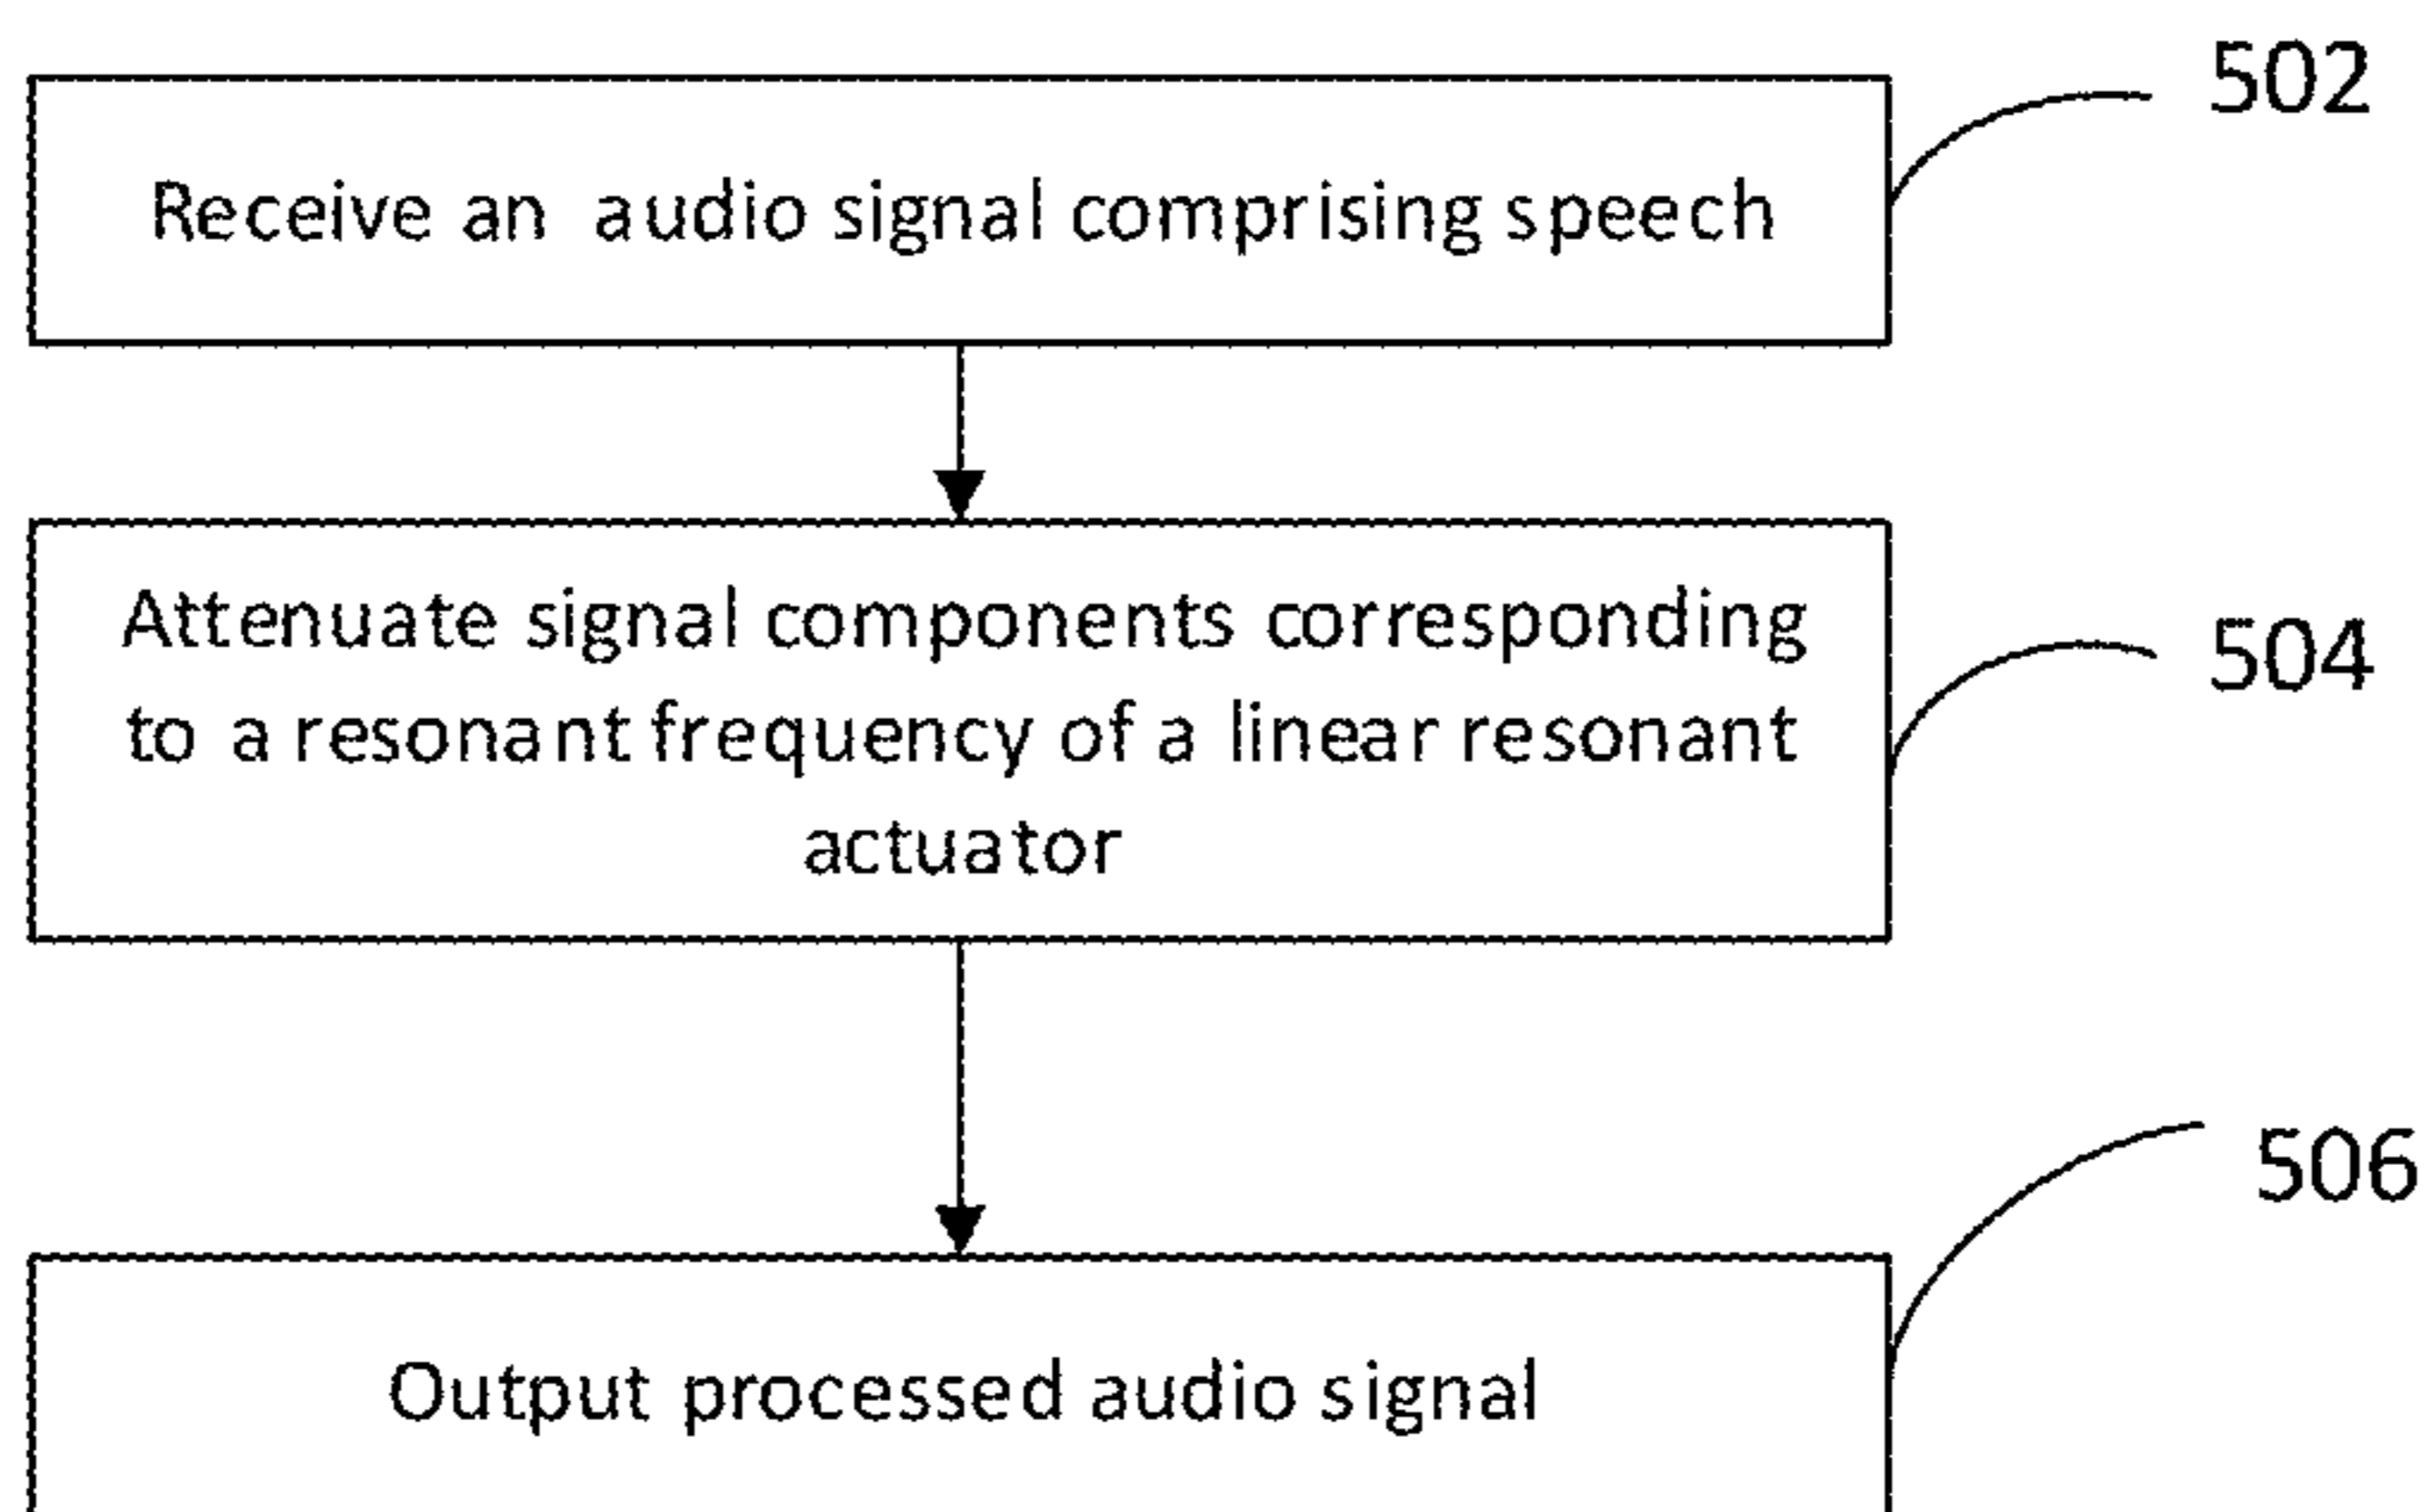 502
Receive an audio signal comprising speech
Attenuate signal components corresponding
504
to a resonant frequency of a linear resonant
actuator
506
Output processed audio signal